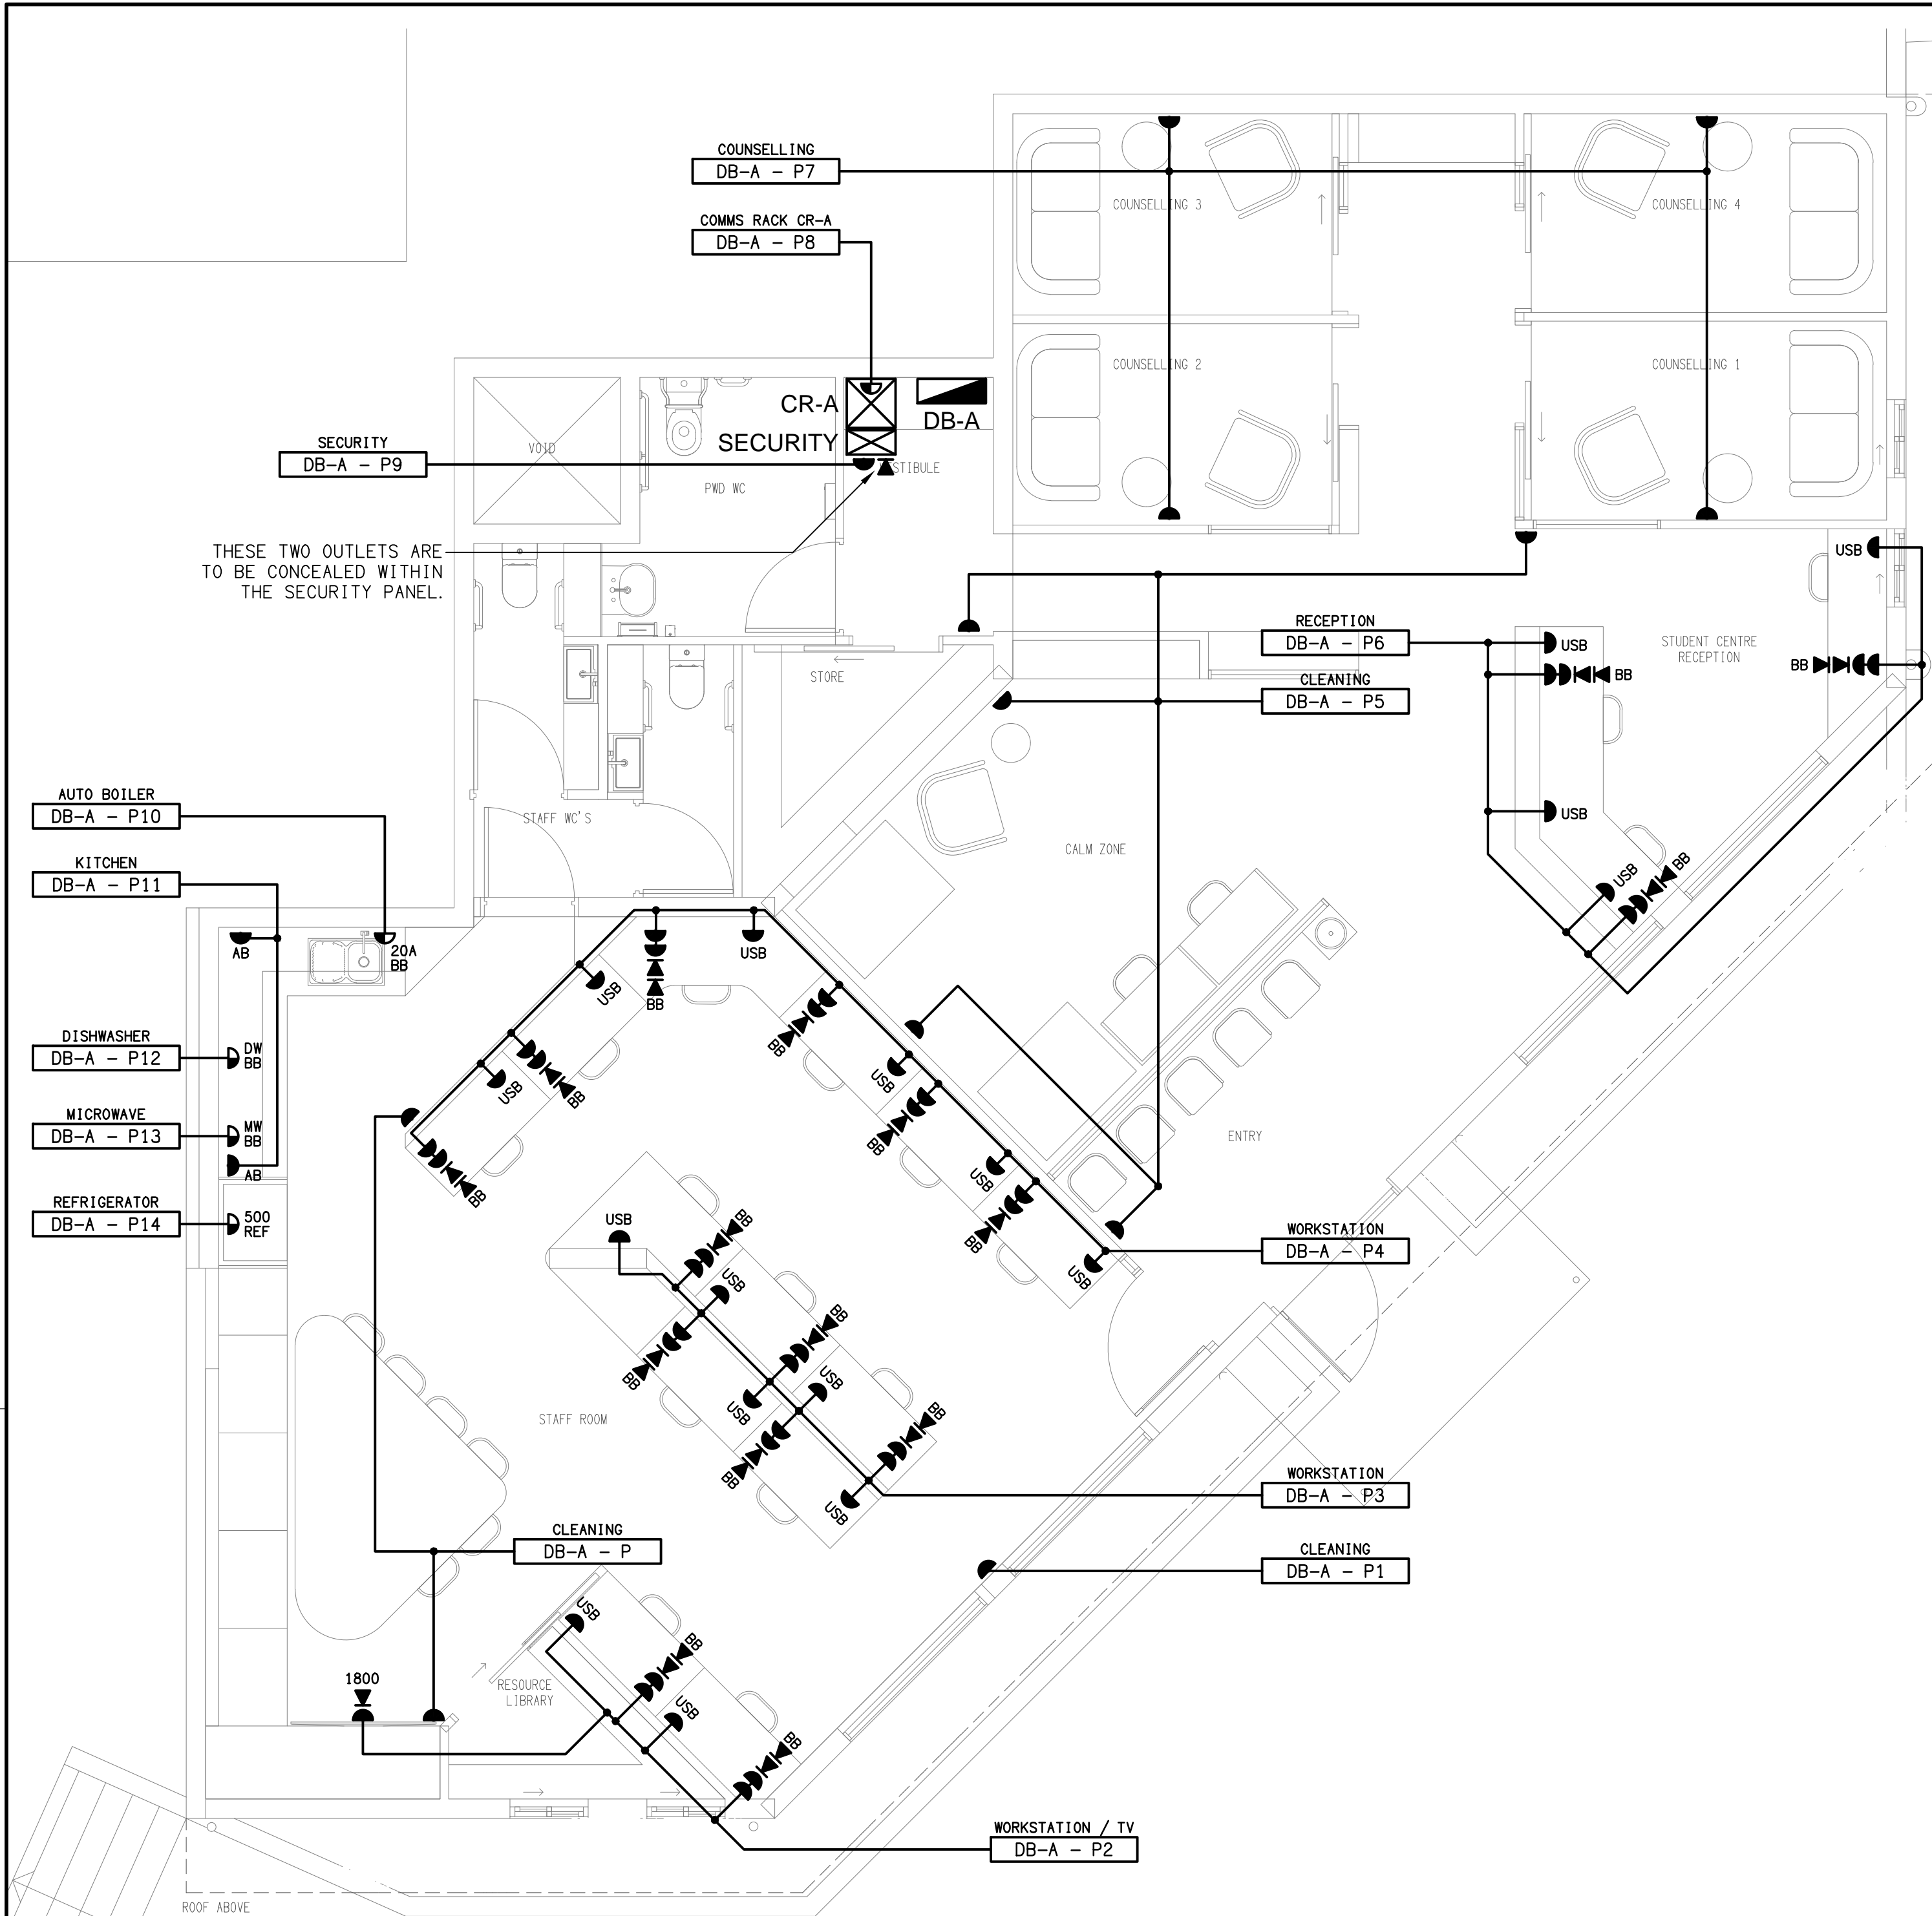 COUNSELLING
DB-A - P7
COUNSELLING 3
COUNSELLING 4
COMMS RACK CR-A
DB-A - P8
COUNSELLING 2
COUNSELLING 1
CR-A
DB-A
SECURITY
SECURITY
DB-A - P9
VOID
PWD WC
THESE TWO OUTLETS ARE
TO BE CONCEALED WITHIN
THE SECURITY PANEL.
USB
RECEPTION
DB-A - P6
USB
STUDENT CENTRE
RECEPTION
BB
BB
STORE
CLEANING
DB-A - P5
AUTO BOILER
DB-A - P10
STAFF WC'S
USB
CALM ZONE
KITCHEN
DB-A - P11
USB
BB
AB
20A
BB
USB
USB
BB
DISHWASHER
DB-A - P12
DW
BB
BB
USB
USB
BB
MICROWAVE
DB-A - P13
MW
BB
BB
ENTRY
AB
USB
BB
REFRIGERATOR
DB-A - P14
500
REF
USB
BB
BB
WORKSTATION
DB-A - P4
USB
USB
BB
BB
USB
USB
STAFF ROOM
BB
BB
WORKSTATION
DB-A - P3
USB
CLEANING
DB-A - P
CLEANING
DB-A - P1
USB
BB
1800
RESOURCE
LIBRARY
USB
BB
WORKSTATION / TV
DB-A - P2
ROOF ABOVE